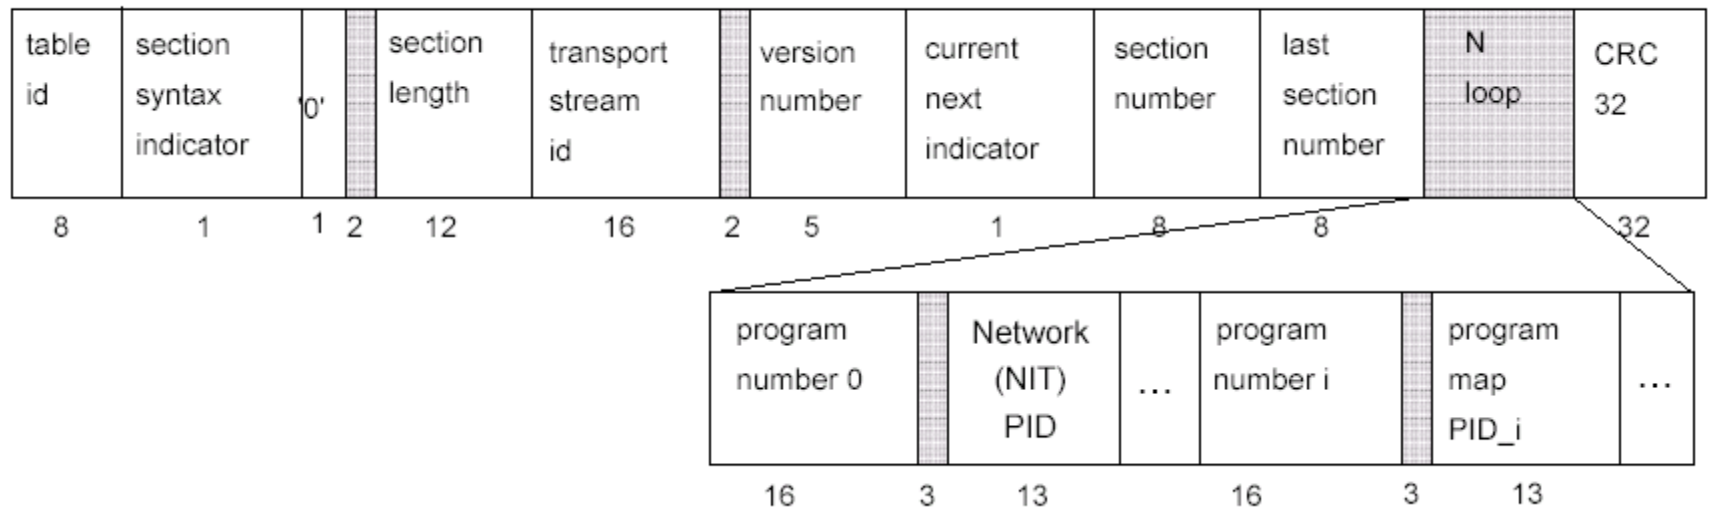 table
id
section
syntax
indicator
'0'
section
length
transport
stream
id
version
number
current
next
indicator
section
number
last
section
number
N
loop
CRC
32
8
1
1
2
12
16
2
5
1
8
8
32
program
number 0
Network
(NIT)
PID
...
program
number i
program
map
PID_i
...
16
3
13
16
3
13